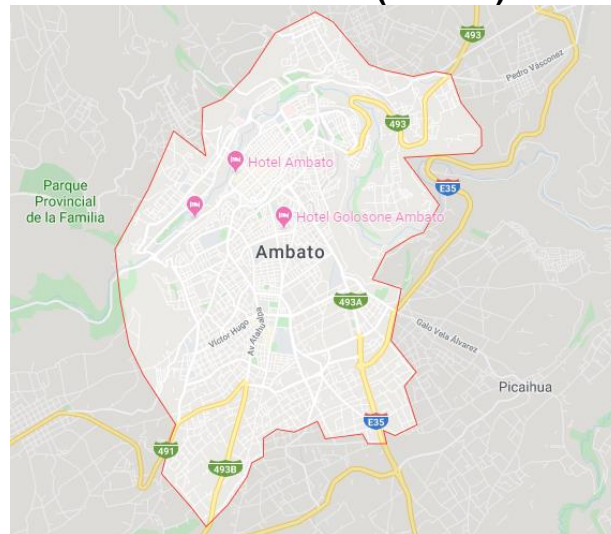 493
Pedro Vásconez
493
Hotel Ambato
E35
Parque
Provincial
de la Familia
Hotel Golosone Ambato
Ambato
493A
Galo Vela Álvarez
Víctor Hugo
Av Atahualpa
Picaihua
E35
491
493B